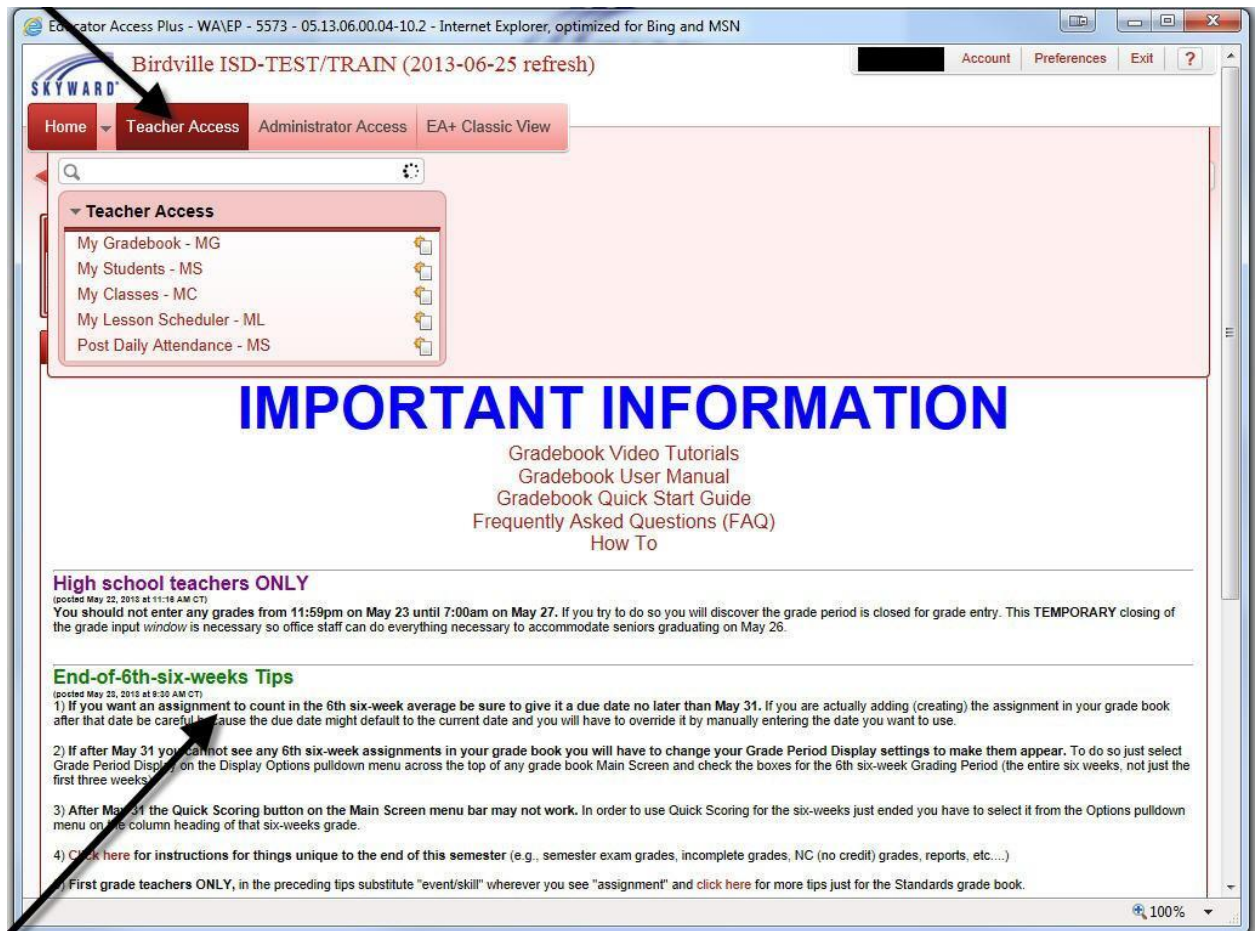 Educator Access Plus - WA\EP - 5573 - 05.13.06.00.04-10.2 - Internet Explorer, optimized for Bing and MSN
SKYWARD
Birdville ISD-TEST/TRAIN (2013-06-25 refresh)
Account Preferences Exit ?
Home Teacher Access Administrator Access EA+ Classic View
Teacher Access
My Gradebook - MG
My Students - MS
My Classes - MC
My Lesson Scheduler - ML
Post Daily Attendance - MS
IMPORTANT INFORMATION
Gradebook Video Tutorials
Gradebook User Manual
Gradebook Quick Start Guide
Frequently Asked Questions (FAQ)
How To
High school teachers ONLY
(posted May 22, 2013 at 11:16 AM CT)
You should not enter any grades from 11:59pm on May 23 until 7:00am on May 27. If you try to do so you will discover the grade period is closed for grade entry. This TEMPORARY closing of
the grade input window is necessary so office staff can do everything necessary to accommodate seniors graduating on May 26.
End-of-6th-six-weeks Tips
(posted May 23, 2013 at 9:30 AM CT)
1) If you want an assignment to count in the 6th six-week average be sure to give it a due date no later than May 31. If you are actually adding (creating) the assignment in your grade book
after that date be careful because the due date might default to the current date and you will have to override it by manually entering the date you want to use.
2) If after May 31 you cannot see any 6th six-week assignments in your grade book you will have to change your Grade Period Display settings to make them appear. To do so just select
Grade Period Display on the Display Options pulldown menu across the top of any grade book Main Screen and check the boxes for the 6th six-week Grading Period (the entire six weeks, not just the
first three weeks)
3) After May 31 the Quick Scoring button on the Main Screen menu bar may not work. In order to use Quick Scoring for the six-weeks just ended you have to select it from the Options pulldown
menu on the column heading of that six-weeks grade.
4) Click here for instructions for things unique to the end of this semester (e.g., semester exam grades, incomplete grades, NC (no credit) grades, reports, etc....)
First grade teachers ONLY, in the preceding tips substitute "event/skill" wherever you see "assignment" and click here for more tips just for the Standards grade book.
100%